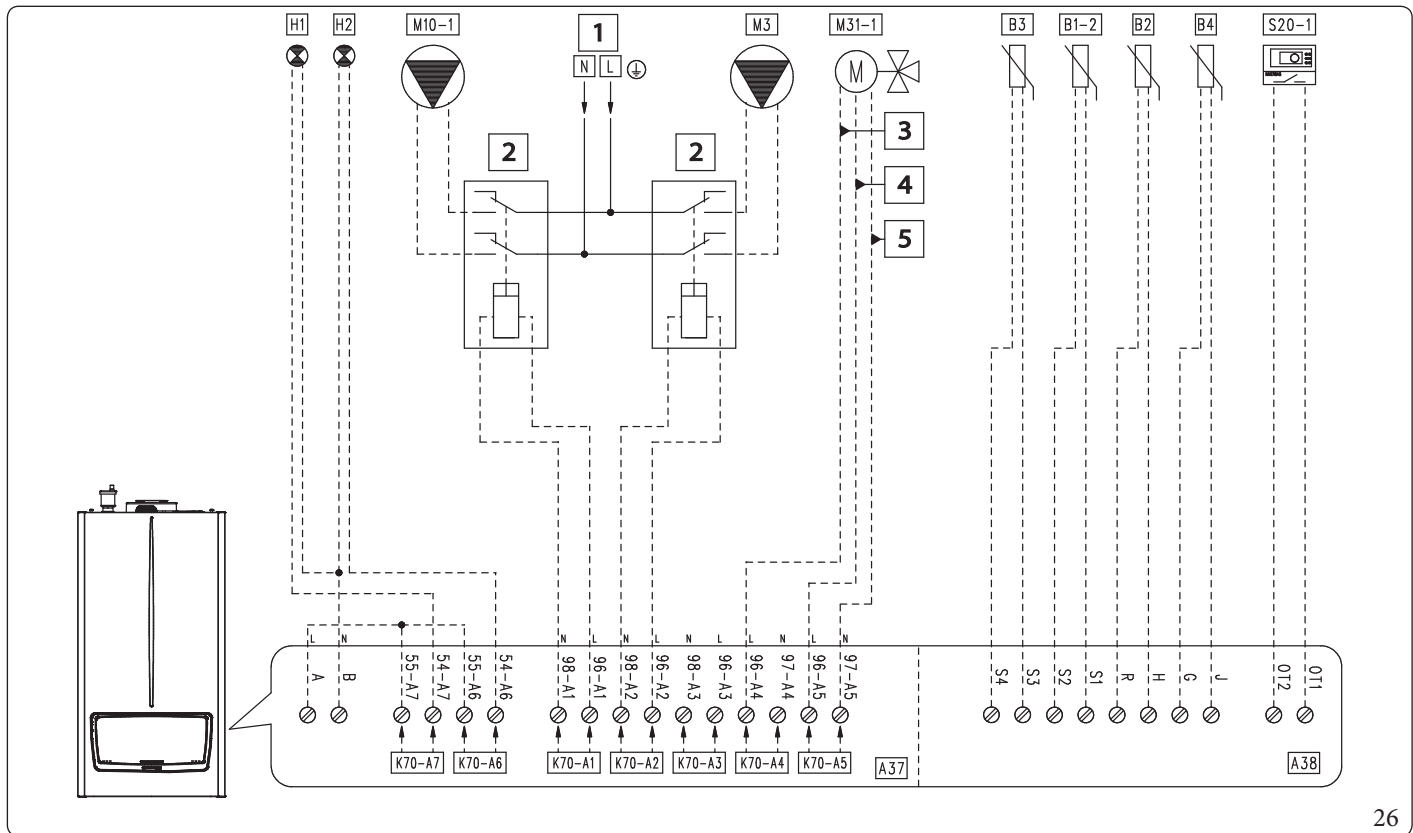 H1 H2 M10-1 1 M3 M31-1 B3 B1-2 B2 B4 S20-1
N L
M
3
2 2
4
5
L N N L N L N L L N L N
A B 55-A7 54-A7 55-A6 54-A6 98-A1 96-A1 98-A2 96-A2 98-A3 96-A3 96-A4 97-A4 96-A5 97-A5 S4 S3 S2 S1 R H G J OT2 OT1
K70-A7 K70-A6 K70-A1 K70-A2 K70-A3 K70-A4 K70-A5 A37 A38
26